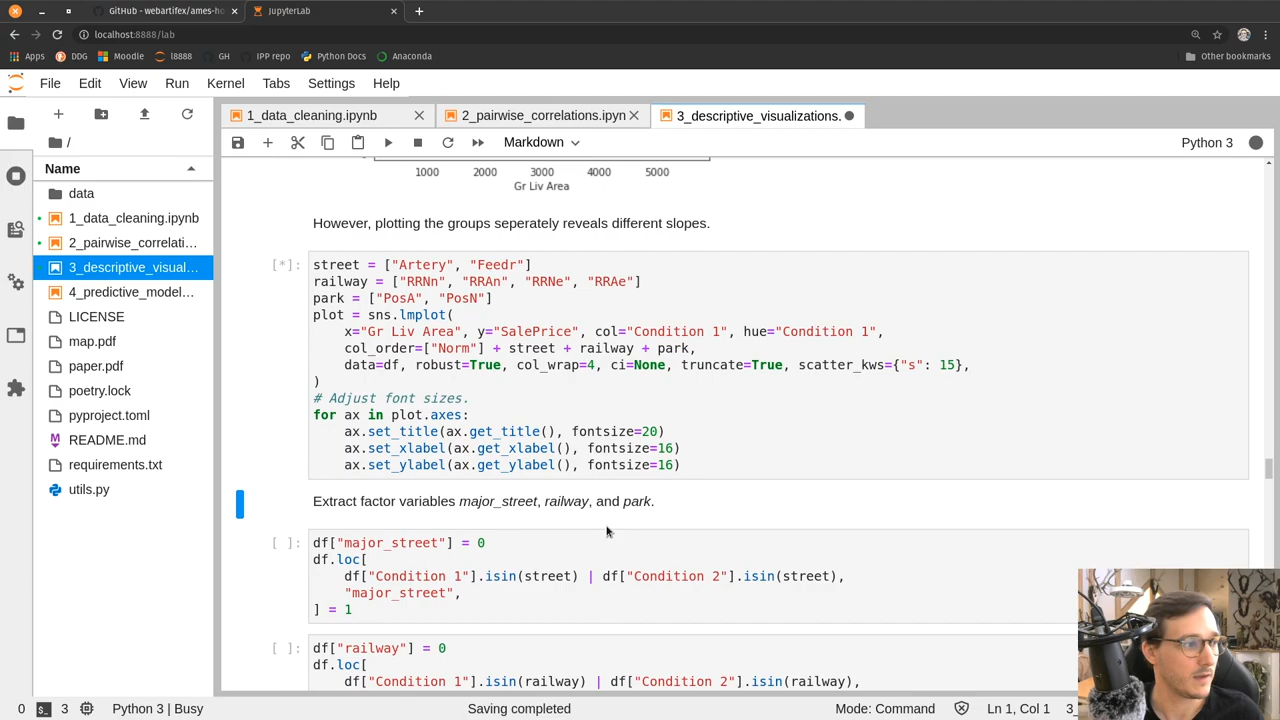 GitHub - webartifex/ames-ho
JupyterLab
localhost:8888/lab
Apps DDG Moodle l8888 GH IPP repo Python Docs Anaconda Other bookmarks
File Edit View Run Kernel Tabs Settings Help
1_data_cleaning.ipynb 2_pairwise_correlations.ipyn 3_descriptive_visualizations.
/
Markdown
Python 3
Name
data
1_data_cleaning.ipynb
2_pairwise_correlati…
3_descriptive_visual…
4_predictive_model…
LICENSE
map.pdf
paper.pdf
poetry.lock
pyproject.toml
README.md
requirements.txt
utils.py
1000 2000 3000 4000 5000
Gr Liv Area
However, plotting the groups seperately reveals different slopes.
[*]: street = ["Artery", "Feedr"]
railway = ["RRNn", "RRAn", "RRNe", "RRAe"]
park = ["PosA", "PosN"]
plot = sns.lmplot(
x="Gr Liv Area", y="SalePrice", col="Condition 1", hue="Condition 1",
col_order=["Norm"] + street + railway + park,
data=df, robust=True, col_wrap=4, ci=None, truncate=True, scatter_kws={"s": 15},
)
# Adjust font sizes.
for ax in plot.axes:
ax.set_title(ax.get_title(), fontsize=20)
ax.set_xlabel(ax.get_xlabel(), fontsize=16)
ax.set_ylabel(ax.get_ylabel(), fontsize=16)
Extract factor variables major_street, railway, and park.
[ ]: df["major_street"] = 0
df.loc[
df["Condition 1"].isin(street) | df["Condition 2"].isin(street),
"major_street",
] = 1
[ ]: df["railway"] = 0
df.loc[
df["Condition 1"].isin(railway) | df["Condition 2"].isin(railway),
0 3 Python 3 | Busy Saving completed Mode: Command Ln 1, Col 1 3_